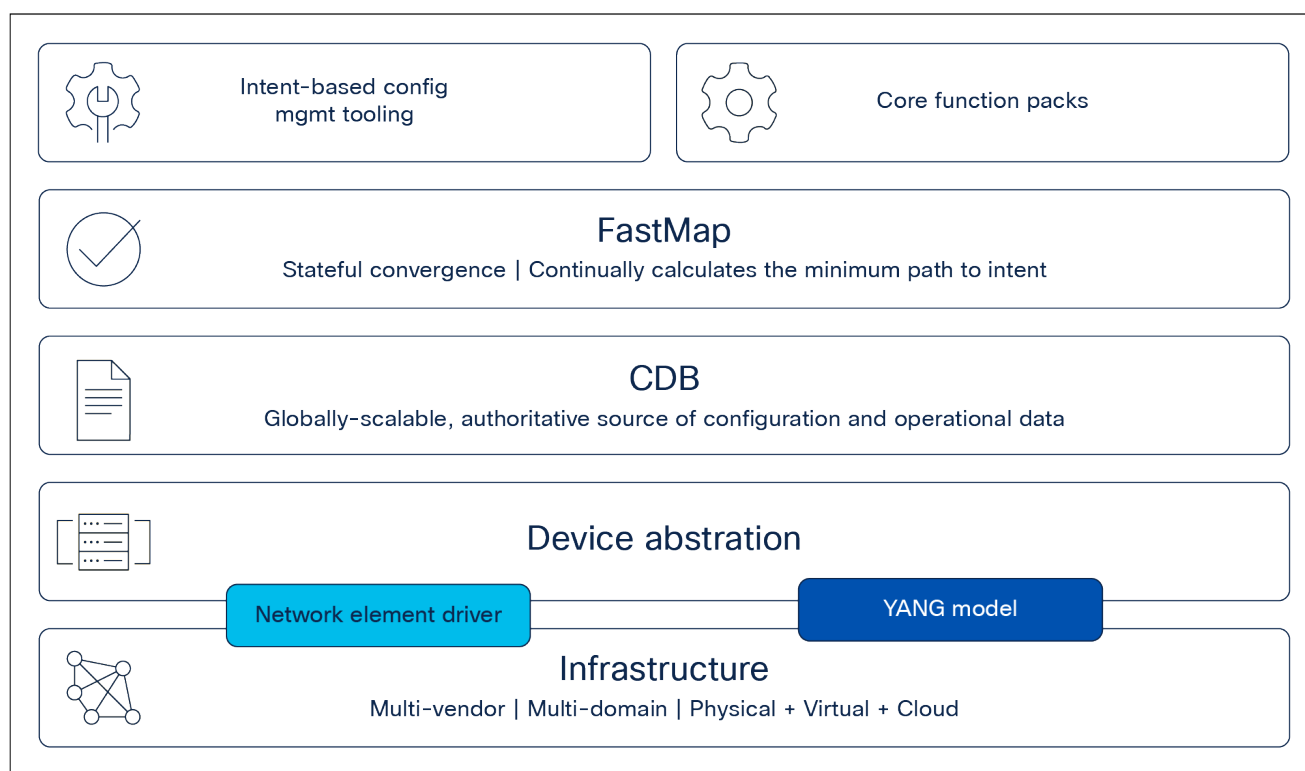 Intent-based config
mgmt tooling
Core function packs
FastMap
Stateful convergence | Continually calculates the minimum path to intent
CDB
Globally-scalable, authoritative source of configuration and operational data
Device abstration
Network element driver
YANG model
Infrastructure
Multi-vendor | Multi-domain | Physical + Virtual + Cloud